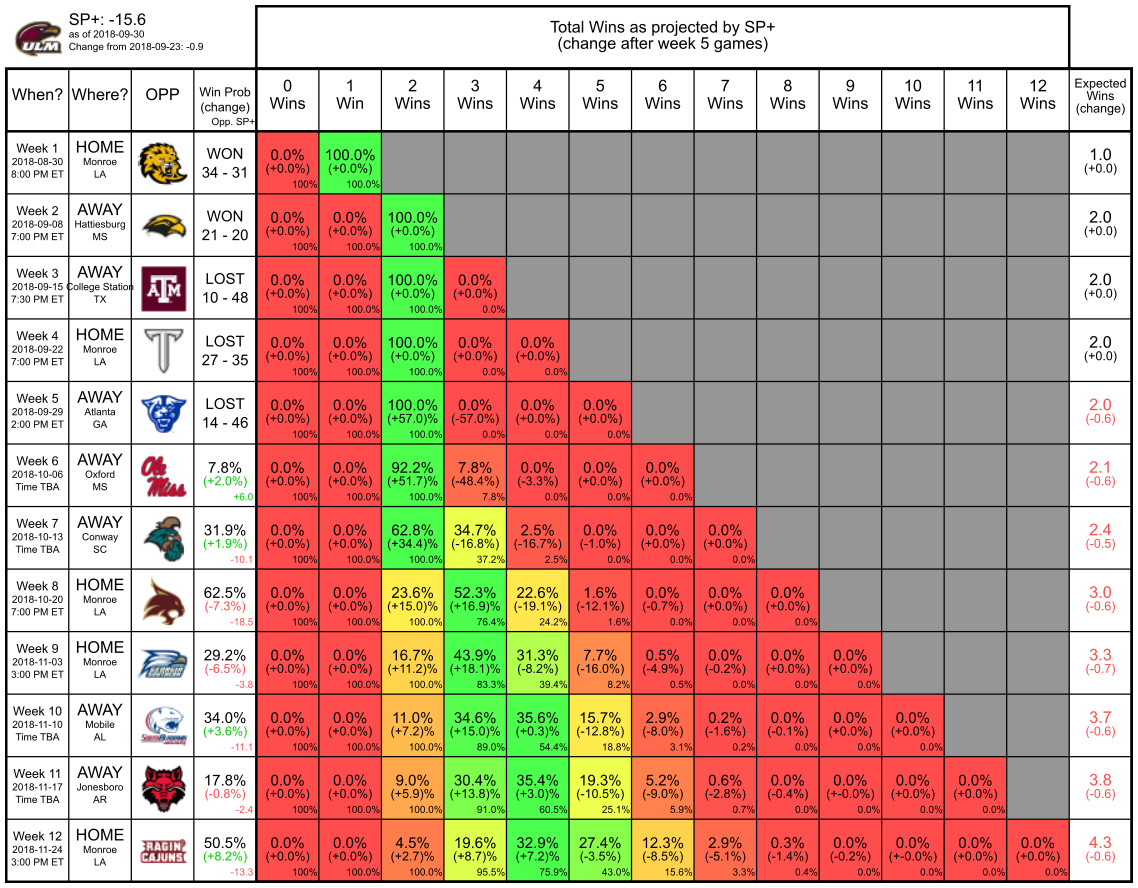 SP+: -15.6
as of 2018-09-30
Change from 2018-09-23: -0.9
ULM
Total Wins as projected by SP+
(change after week 5 games)
When? Where? OPP Win Prob (change) Opp. SP+ 0 Wins 1 Win 2 Wins 3 Wins 4 Wins 5 Wins 6 Wins 7 Wins 8 Wins 9 Wins 10 Wins 11 Wins 12 Wins Expected Wins (change)
Week 1 HOME WON 0.0% 100.0% 1.0
2018-08-30 Monroe 34 - 31 (+0.0%) (+0.0%) (+0.0)
8:00 PM ET LA 100% 100.0%
Week 2 AWAY WON 0.0% 0.0% 100.0% 2.0
2018-09-08 Hattiesburg 21 - 20 (+0.0%) (+0.0%) (+0.0%) (+0.0)
7:00 PM ET MS 100% 100.0% 100.0%
Week 3 AWAY LOST 0.0% 0.0% 100.0% 0.0% 2.0
2018-09-15 College Station ATM 10 - 48 (+0.0%) (+0.0%) (+0.0%) (+0.0%) (+0.0)
7:30 PM ET TX 100% 100.0% 100.0% 0.0%
Week 4 HOME T LOST 0.0% 0.0% 100.0% 0.0% 0.0% 2.0
2018-09-22 Monroe 27 - 35 (+0.0%) (+0.0%) (+0.0%) (+0.0%) (+0.0%) (+0.0)
7:00 PM ET LA 100% 100.0% 100.0% 0.0% 0.0%
Week 5 AWAY LOST 0.0% 0.0% 100.0% 0.0% 0.0% 0.0% 2.0
2018-09-29 Atlanta 14 - 46 (+0.0%) (+0.0%) (+57.0)% (-57.0%) (+0.0%) (+0.0%) (-0.6)
2:00 PM ET GA 100% 100.0% 100.0% 0.0% 0.0% 0.0%
Week 6 AWAY Ole Miss 7.8% 0.0% 0.0% 92.2% 7.8% 0.0% 0.0% 0.0% 2.1
2018-10-06 Oxford (+2.0%) (+0.0%) (+0.0%) (+51.7)% (-48.4%) (-3.3%) (+0.0%) (+0.0%) (-0.6)
Time TBA MS +6.0 100% 100.0% 100.0% 7.8% 0.0% 0.0% 0.0%
Week 7 AWAY 31.9% 0.0% 0.0% 62.8% 34.7% 2.5% 0.0% 0.0% 0.0% 2.4
2018-10-13 Conway (+1.9%) (+0.0%) (+0.0%) (+34.4)% (-16.8%) (-16.7%) (-1.0%) (+0.0%) (+0.0%) (-0.5)
Time TBA SC -10.1 100% 100.0% 100.0% 37.2% 2.5% 0.0% 0.0% 0.0%
Week 8 HOME 62.5% 0.0% 0.0% 23.6% 52.3% 22.6% 1.6% 0.0% 0.0% 0.0% 3.0
2018-10-20 Monroe (-7.3%) (+0.0%) (+0.0%) (+15.0)% (+16.9)% (-19.1%) (-12.1%) (-0.7%) (+0.0%) (+0.0%) (-0.6)
7:00 PM ET LA -18.5 100% 100.0% 100.0% 76.4% 24.2% 1.6% 0.0% 0.0% 0.0%
Week 9 HOME 29.2% 0.0% 0.0% 16.7% 43.9% 31.3% 7.7% 0.5% 0.0% 0.0% 0.0% 3.3
2018-11-03 Monroe (-6.5%) (+0.0%) (+0.0%) (+11.2)% (+18.1)% (-8.2%) (-16.0%) (-4.9%) (-0.2%) (+0.0%) (+0.0%) (-0.7)
3:00 PM ET LA -3.8 100% 100.0% 100.0% 83.3% 39.4% 8.2% 0.5% 0.0% 0.0% 0.0%
Week 10 AWAY 34.0% 0.0% 0.0% 11.0% 34.6% 35.6% 15.7% 2.9% 0.2% 0.0% 0.0% 0.0% 3.7
2018-11-10 Mobile (+3.6%) (+0.0%) (+0.0%) (+7.2)% (+15.0)% (+0.3)% (-12.8%) (-8.0%) (-1.6%) (-0.1%) (+0.0%) (+0.0%) (-0.6)
Time TBA AL -11.1 100% 100.0% 100.0% 89.0% 54.4% 18.8% 3.1% 0.2% 0.0% 0.0% 0.0%
Week 11 AWAY 17.8% 0.0% 0.0% 9.0% 30.4% 35.4% 19.3% 5.2% 0.6% 0.0% 0.0% 0.0% 0.0% 3.8
2018-11-17 Jonesboro (-0.8%) (+0.0%) (+0.0%) (+5.9)% (+13.8)% (+3.0)% (-10.5%) (-9.0%) (-2.8%) (-0.4%) (+-0.0%) (+0.0%) (+0.0%) (-0.6)
Time TBA AR -2.4 100% 100.0% 100.0% 91.0% 60.5% 25.1% 5.9% 0.7% 0.0% 0.0% 0.0% 0.0%
Week 12 HOME RAGIN' CAJUNS 50.5% 0.0% 0.0% 4.5% 19.6% 32.9% 27.4% 12.3% 2.9% 0.3% 0.0% 0.0% 0.0% 0.0% 4.3
2018-11-24 Monroe (+8.2%) (+0.0%) (+0.0%) (+2.7)% (+8.7)% (+7.2)% (-3.5%) (-8.5%) (-5.1%) (-1.4%) (-0.2%) (+-0.0%) (+0.0%) (+0.0%) (-0.6)
3:00 PM ET LA -13.3 100% 100.0% 100.0% 95.5% 75.9% 43.0% 15.6% 3.3% 0.4% 0.0% 0.0% 0.0% 0.0%